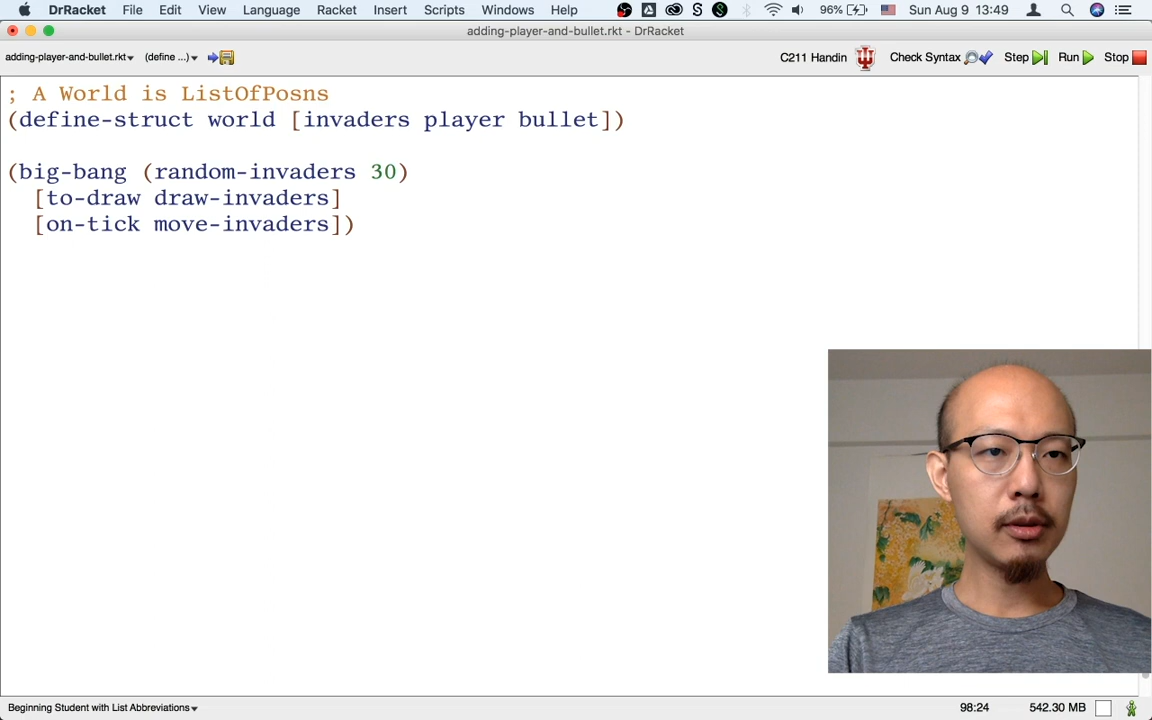 DrRacket File Edit View Language Racket Insert Scripts Windows Help 96% Sun Aug 9 13:49
adding-player-and-bullet.rkt - DrRacket
adding-player-and-bullet.rkt (define ...) C211 Handin Check Syntax Step Run Stop
; A World is ListOfPosns
(define-struct world [invaders player bullet])
(big-bang (random-invaders 30)
[to-draw draw-invaders]
[on-tick move-invaders])
Beginning Student with List Abbreviations 98:24 542.30 MB